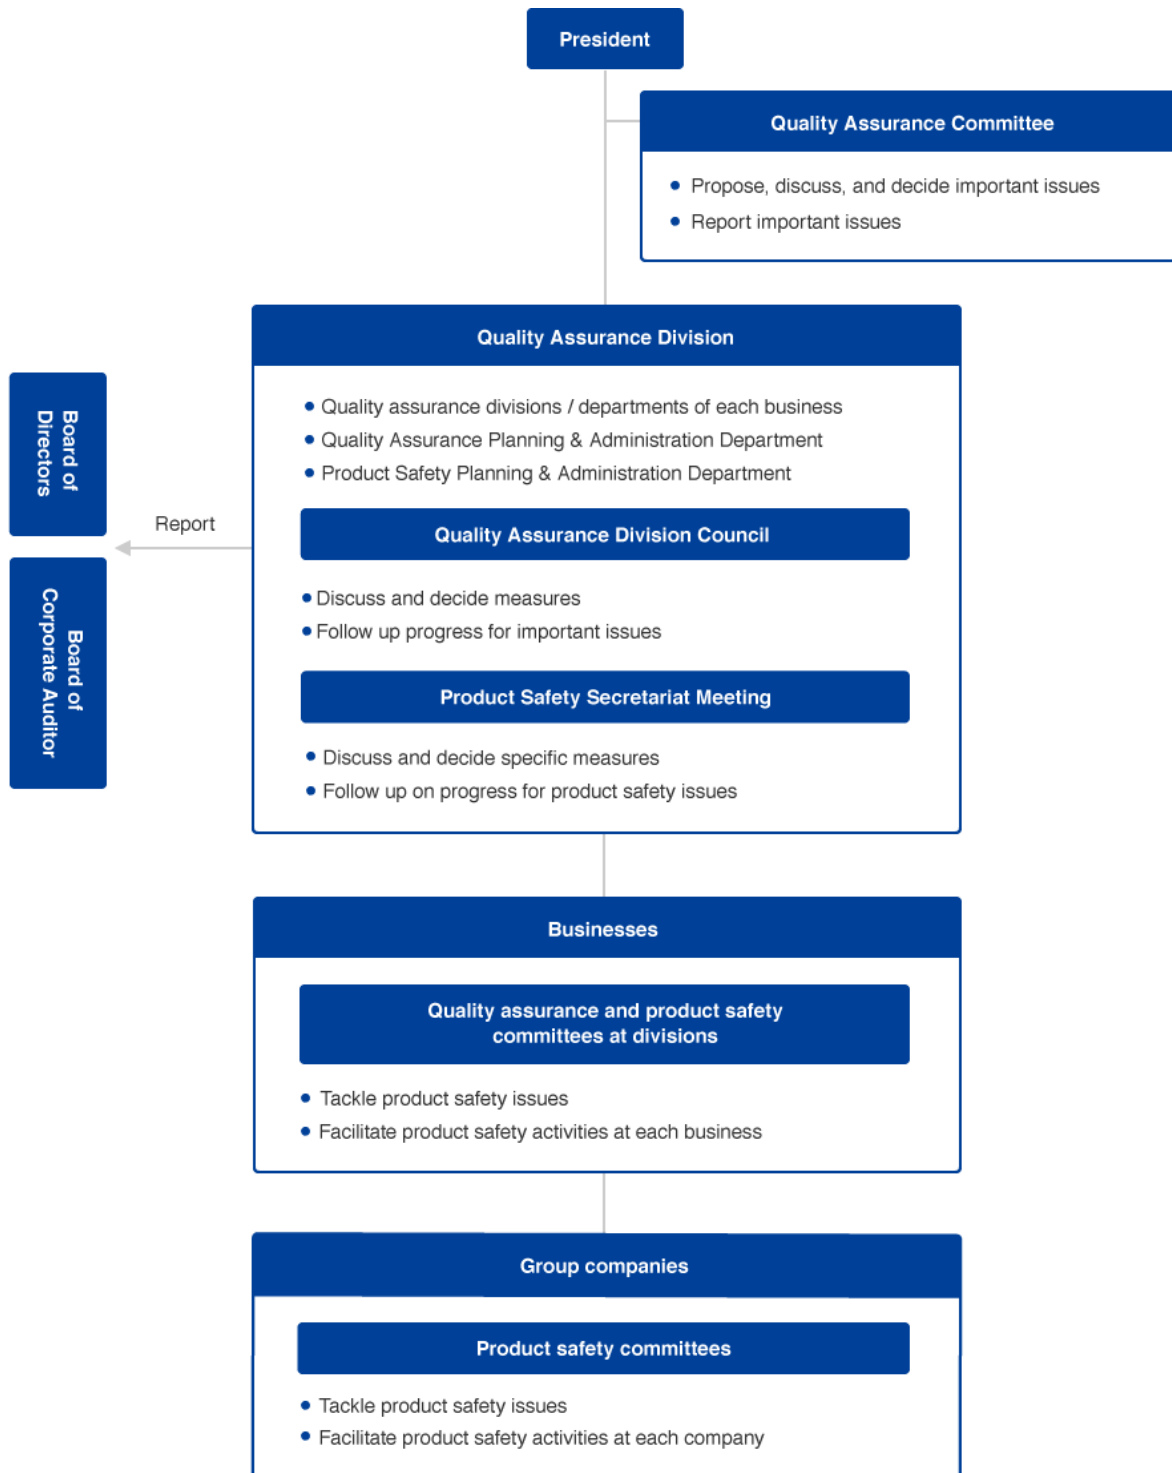 President
Quality Assurance Committee
Propose, discuss, and decide important issues
Report important issues
Quality Assurance Division
Quality assurance divisions / departments of each business
Quality Assurance Planning & Administration Department
Product Safety Planning & Administration Department
Quality Assurance Division Council
Discuss and decide measures
Follow up progress for important issues
Product Safety Secretariat Meeting
Discuss and decide specific measures
Follow up on progress for product safety issues
Board of
Directors
Report
Board of
Corporate Auditor
Businesses
Quality assurance and product safety
committees at divisions
Tackle product safety issues
Facilitate product safety activities at each business
Group companies
Product safety committees
Tackle product safety issues
Facilitate product safety activities at each company